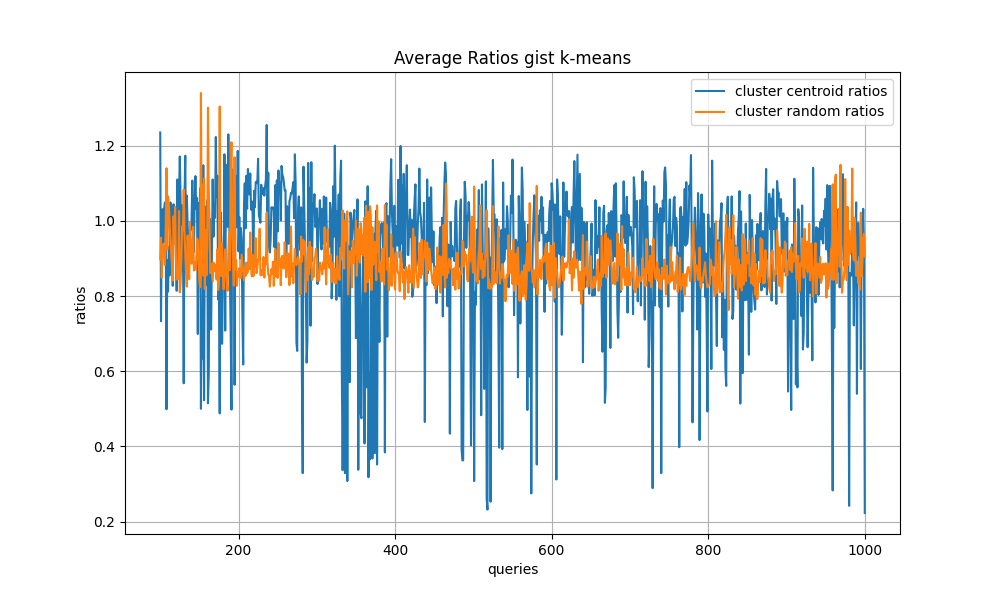 Average Ratios gist k-means
cluster centroid ratios
cluster random ratios
ratios
1.2
1.0
0.8
0.6
0.4
0.2
200 400 600 800 1000
queries